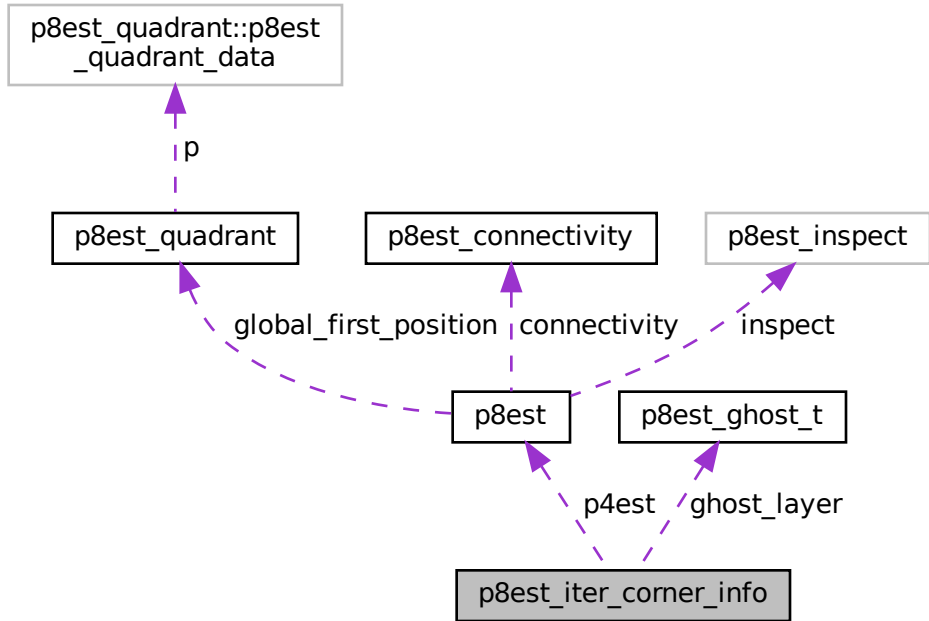 p8est_quadrant::p8est
_quadrant_data
p
p8est_quadrant
p8est_connectivity
p8est_inspect
global_first_position
connectivity
inspect
p8est
p8est_ghost_t
p4est
ghost_layer
p8est_iter_corner_info